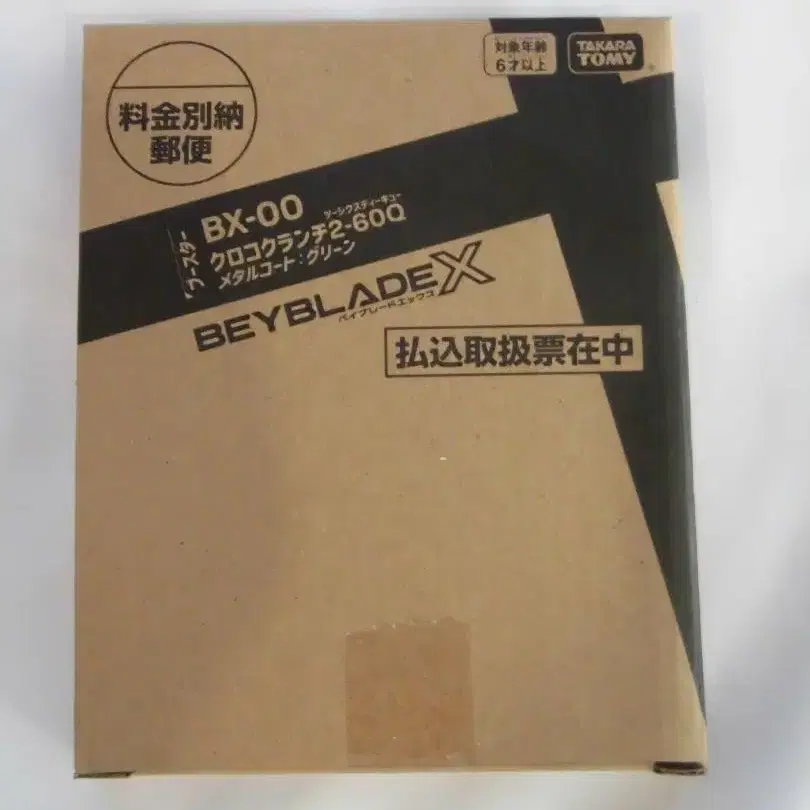 料金別納
郵便
対象年齢
6才以上
TAKARA
TOMY
ブースター
BX-00
ツーシクスティーキュー
クロコクランチ2-60Q
メタルコート:グリーン
BEYBLADE X
ベイブレードエックス
払込取扱票在中